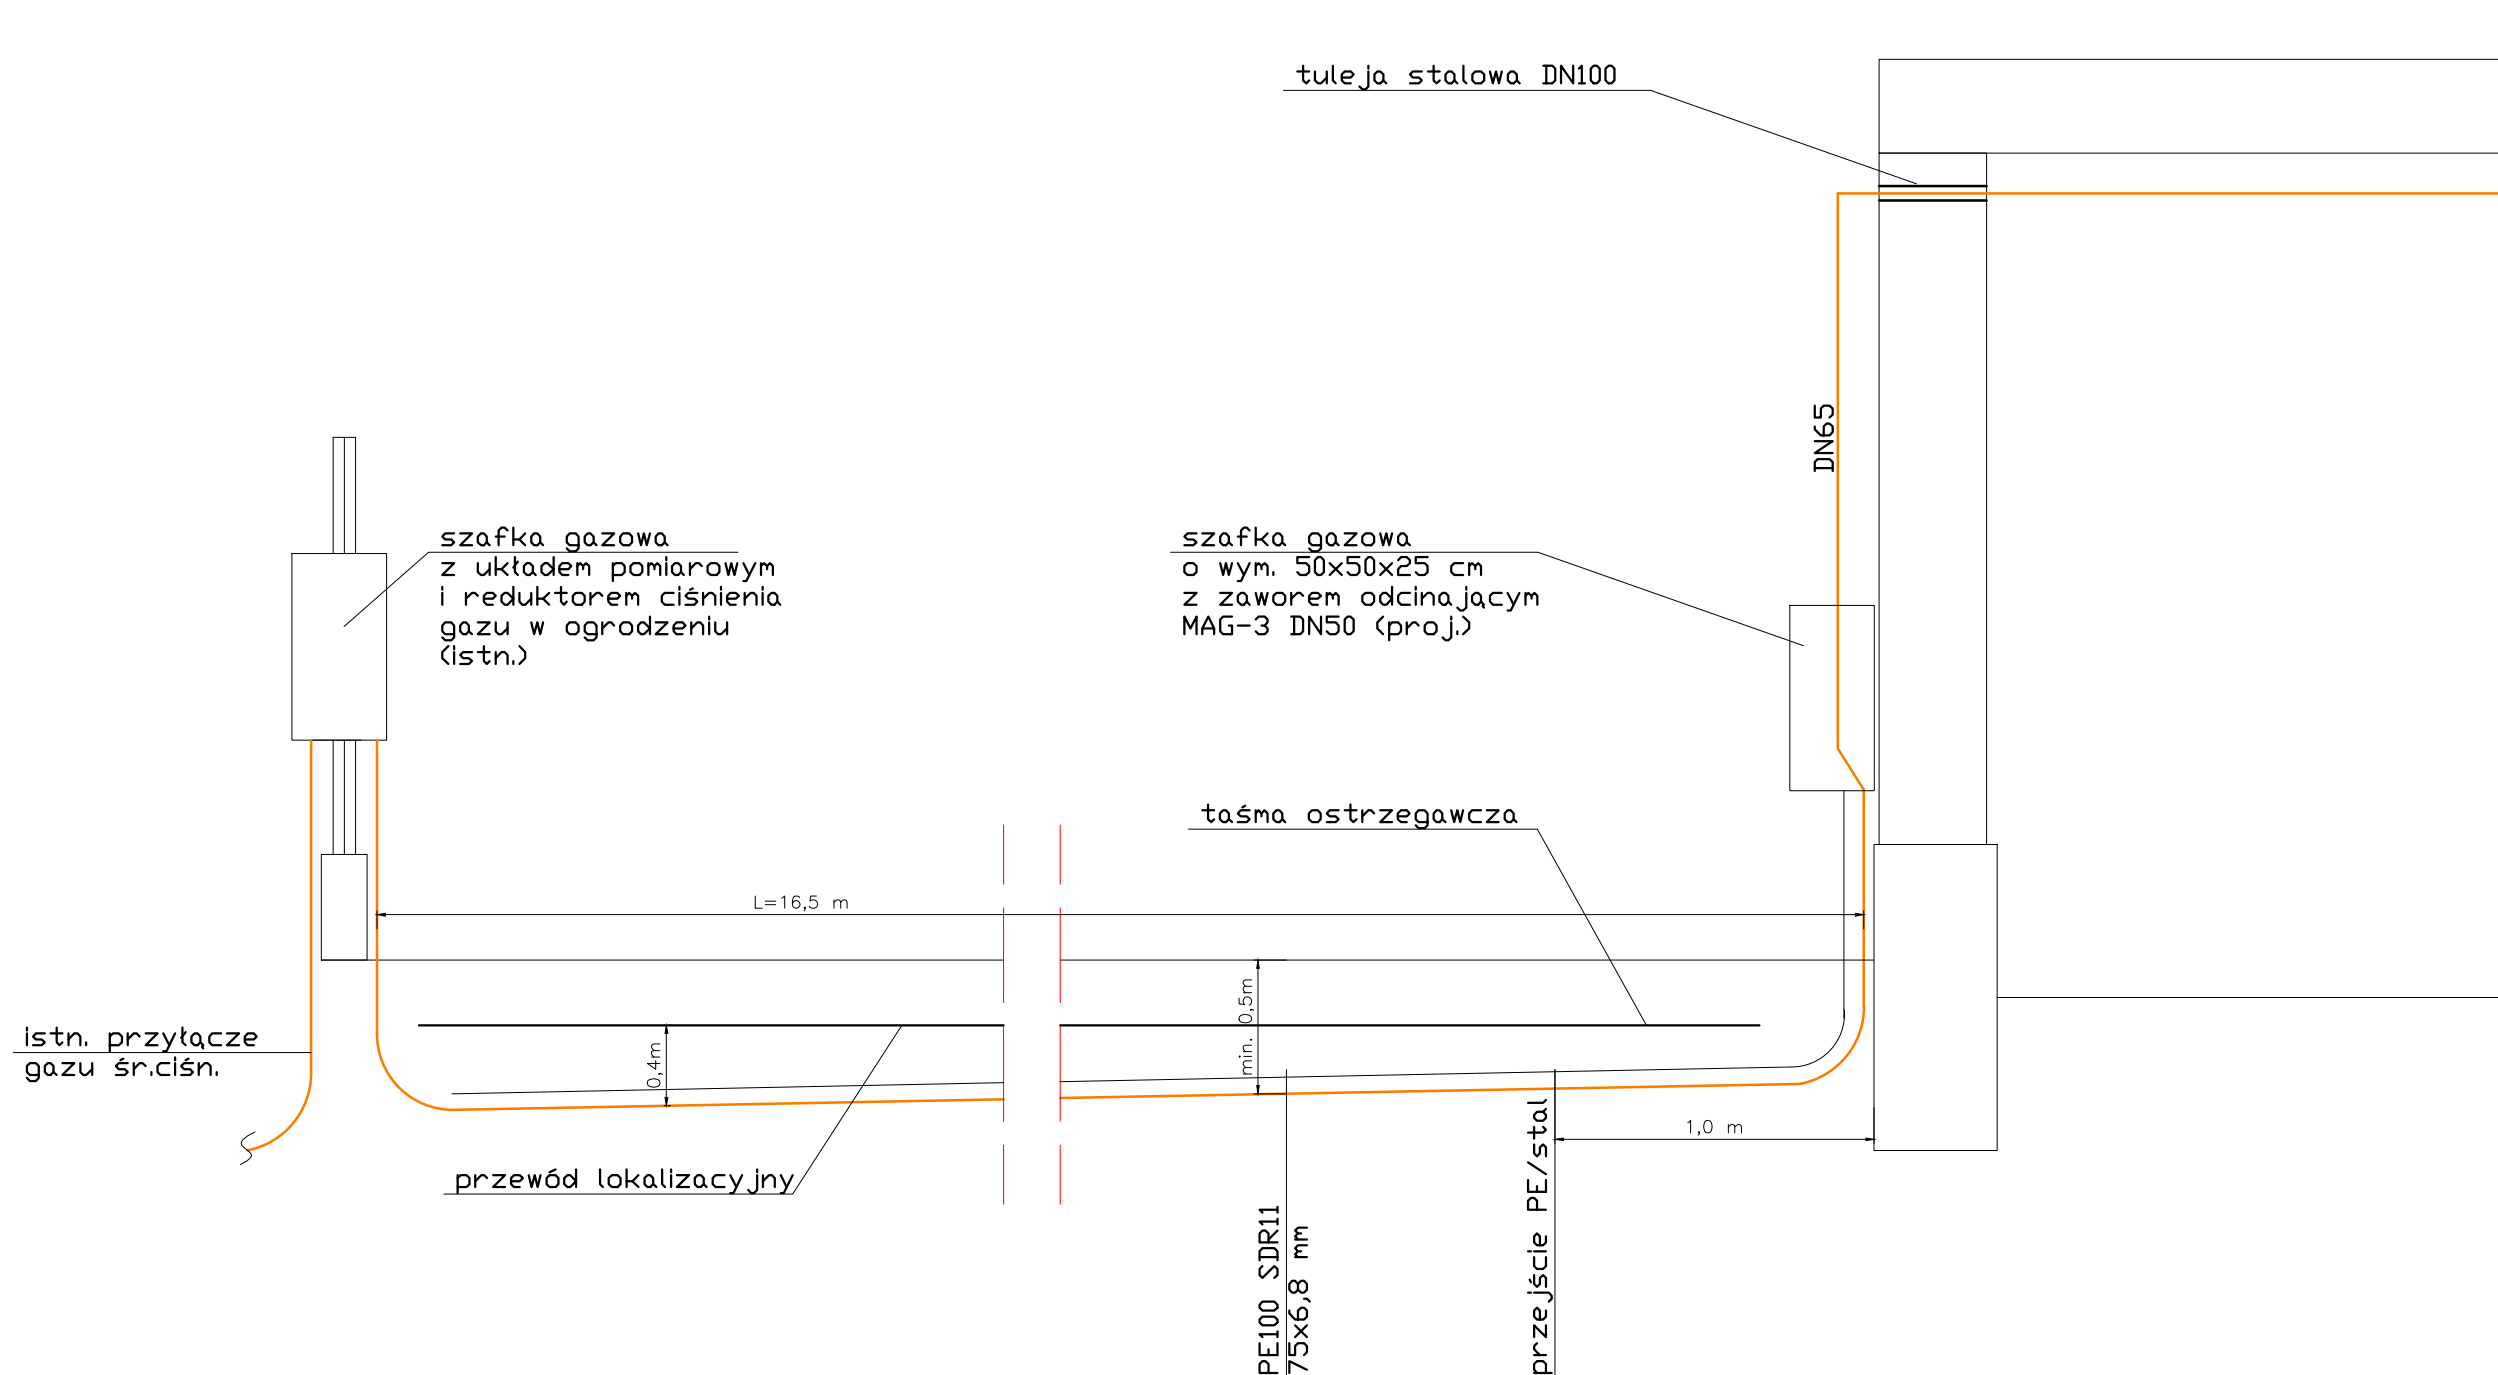 tuleja stalowa DN100
DN65
szafka gazowa
z układem pomiarowym
i reduktorem ciśnienia
gazu w ogrodzeniu
(istn.)
szafka gazowa
o wym. 50x50x25 cm
z zaworem odcinającym
MAG-3 DN50 (proj.)
taśma ostrzegawcza
L=16,5 m
min. 0,5m
istn. przyłącze
gazu śr.ciśn.
0,4m
1,0 m
przewód lokalizacyjny
PE100 SDR11
75x6,8 mm
przejście PE/stal